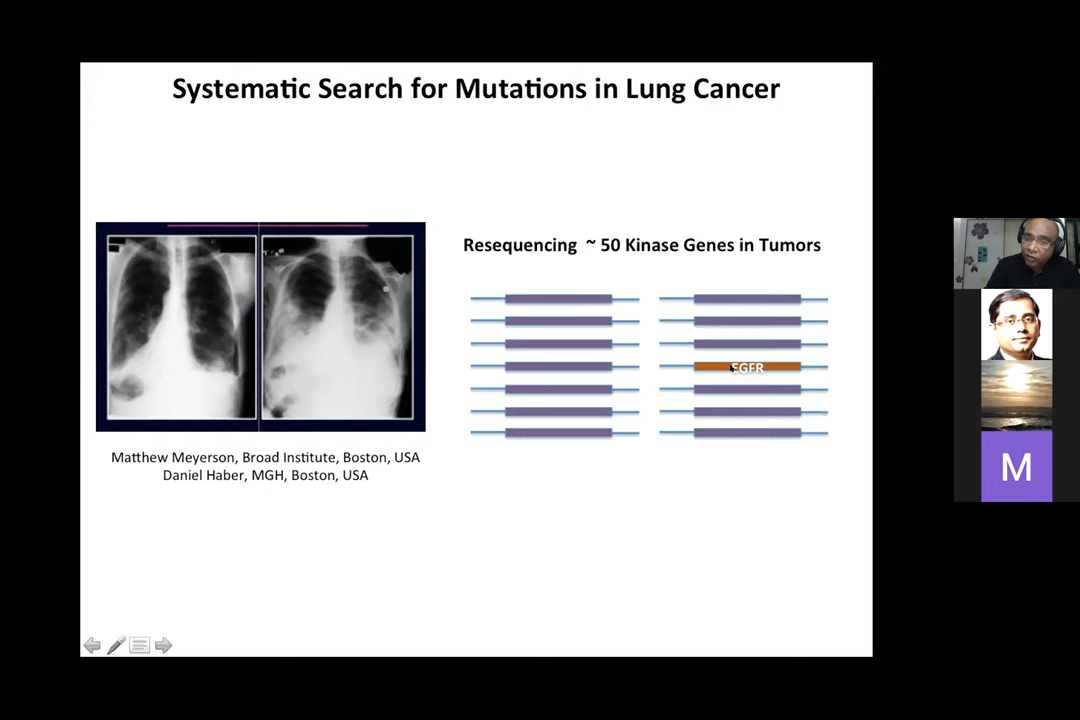 Systematic Search for Mutations in Lung Cancer
Resequencing ~ 50 Kinase Genes in Tumors
EGFR
Matthew Meyerson, Broad Institute, Boston, USA
Daniel Haber, MGH, Boston, USA
M